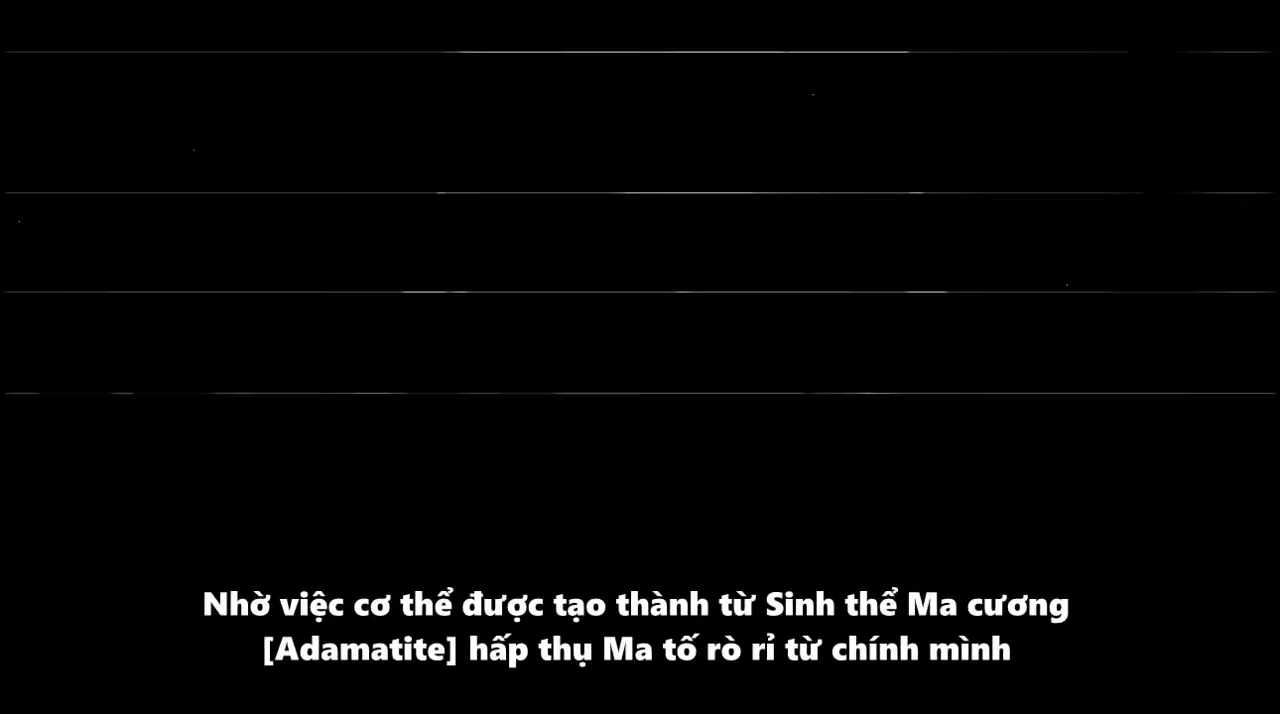 Nhờ việc cơ thể được tạo thành từ Sinh thể Ma cương
[Adamatite] hấp thụ Ma tố rò rỉ từ chính mình